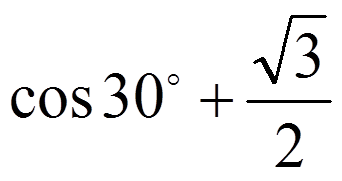 cos 30° + √3/2